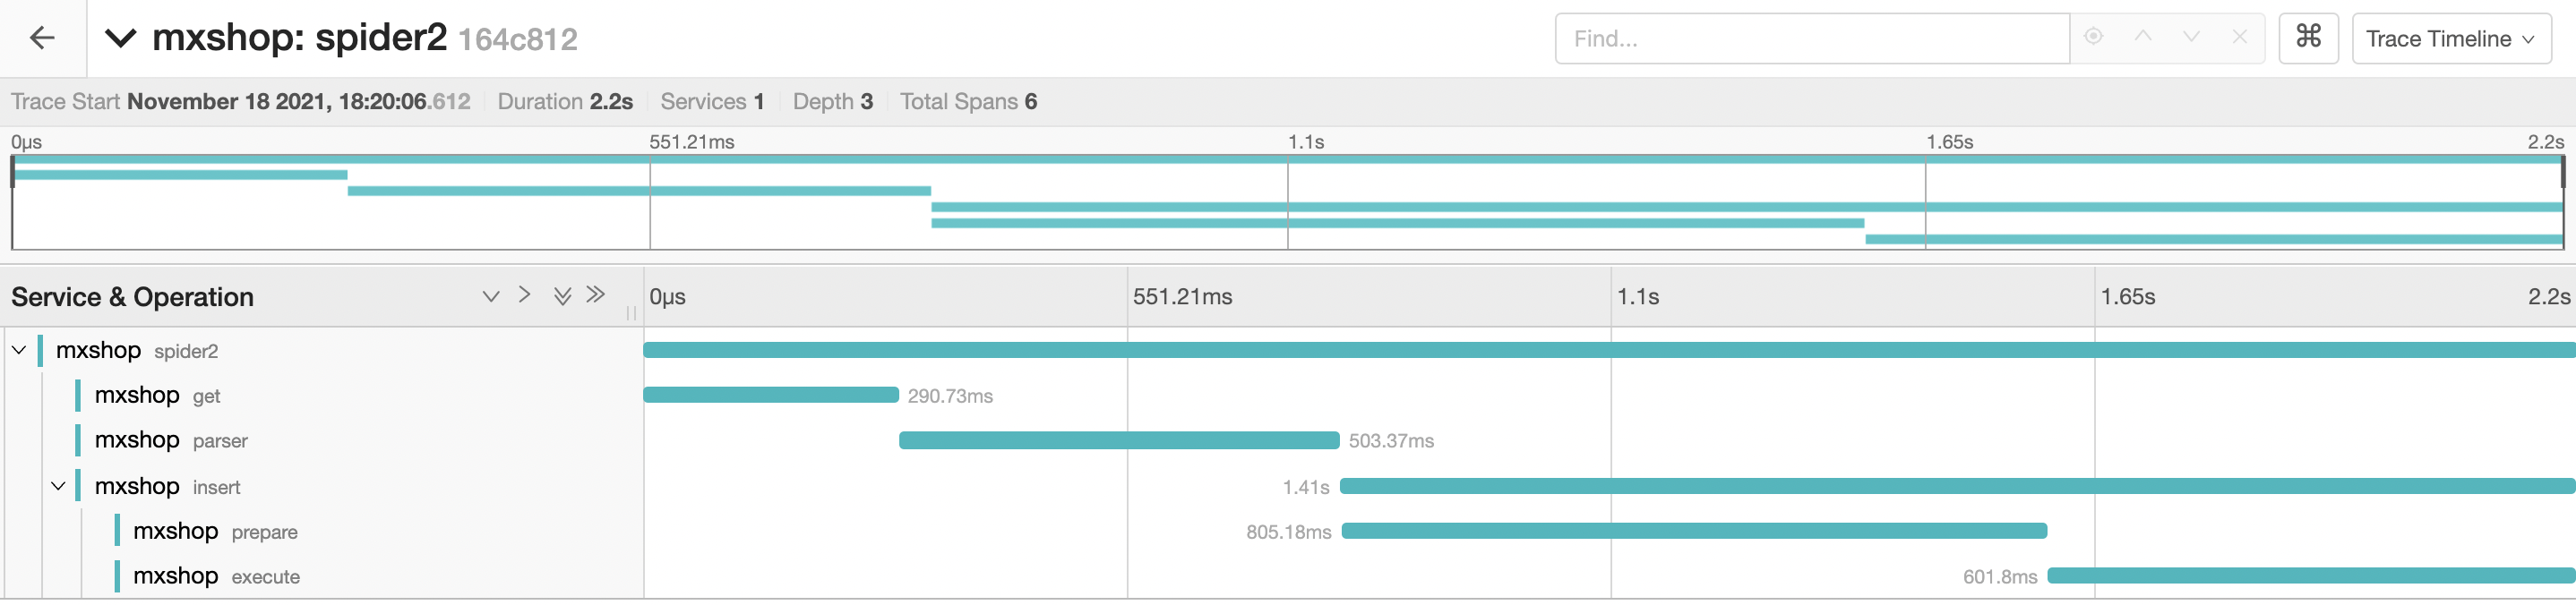 mxshop: spider2 164c812
Find...
⌘
Trace Timeline
Trace Start November 18 2021, 18:20:06.612 Duration 2.2s Services 1 Depth 3 Total Spans 6
0μs 551.21ms 1.1s 1.65s 2.2s
Service & Operation 0μs 551.21ms 1.1s 1.65s 2.2s
mxshop spider2
mxshop get 290.73ms
mxshop parser 503.37ms
mxshop insert 1.41s
mxshop prepare 805.18ms
mxshop execute 601.8ms